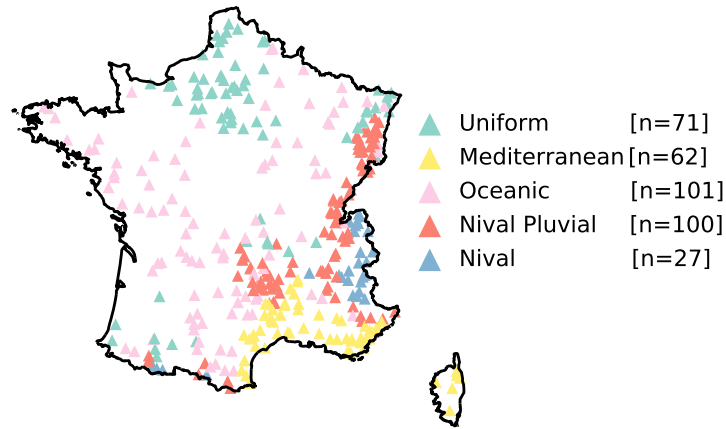 Uniform [n=71]
Mediterranean [n=62]
Oceanic [n=101]
Nival Pluvial [n=100]
Nival [n=27]